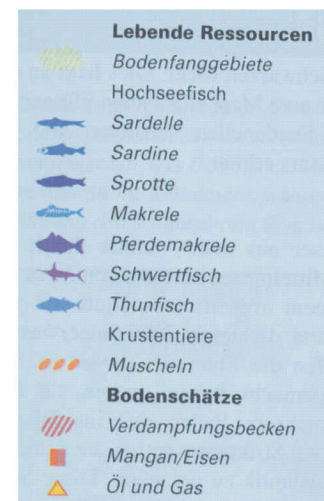 Lebende Ressourcen
Bodenfanggebiete
Hochseefisch
Sardelle
Sardine
Sprotte
Makrele
Pferdemakrele
Schwertfisch
Thunfisch
Krustentiere
Muscheln
Bodenschätze
Verdampfungsbecken
Mangan/Eisen
Öl und Gas